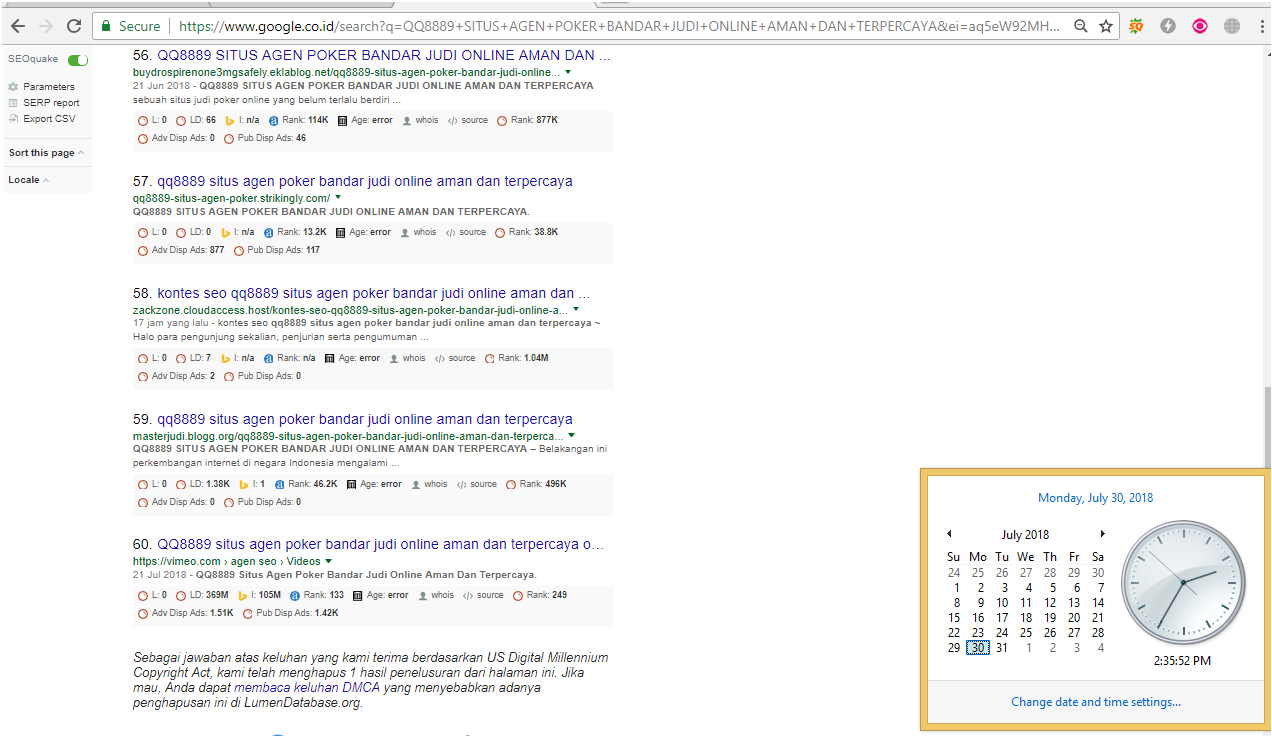 Secure
https://www.google.co.id/search?q=QQ8889+SITUS+AGEN+POKER+BANDAR+JUDI+ONLINE+AMAN+DAN+TERPERCAYA&ei=aq5eW92MH...
SEOquake
Parameters
SERP report
Export CSV
Sort this page
Locale
56. QQ8889 SITUS AGEN POKER BANDAR JUDI ONLINE AMAN DAN ...
buydrospirenone3mgsafely.eklablog.net/qq8889-situs-agen-poker-bandar-judi-online...
21 Jun 2018 - QQ8889 SITUS AGEN POKER BANDAR JUDI ONLINE AMAN DAN TERPERCAYA
sebuah situs judi poker online yang belum terlalu berdiri ...
L: 0 LD: 66 I: n/a Rank: 114K Age: error whois source Rank: 877K
Adv Disp Ads: 0 Pub Disp Ads: 46
57. qq8889 situs agen poker bandar judi online aman dan terpercaya
qq8889-situs-agen-poker.strikingly.com/
QQ8889 SITUS AGEN POKER BANDAR JUDI ONLINE AMAN DAN TERPERCAYA.
L: 0 LD: 0 I: n/a Rank: 13.2K Age: error whois source Rank: 38.8K
Adv Disp Ads: 877 Pub Disp Ads: 117
58. kontes seo qq8889 situs agen poker bandar judi online aman dan ...
zackzone.cloudaccess.host/kontes-seo-qq8889-situs-agen-poker-bandar-judi-online-a...
17 jam yang lalu - kontes seo qq8889 situs agen poker bandar judi online aman dan terpercaya ~
Halo para pengunjung sekalian, penjurian serta pengumuman ...
L: 0 LD: 7 I: n/a Rank: n/a Age: error whois source Rank: 1.04M
Adv Disp Ads: 2 Pub Disp Ads: 0
59. qq8889 situs agen poker bandar judi online aman dan terpercaya
masterjudi.blogg.org/qq8889-situs-agen-poker-bandar-judi-online-aman-dan-terperca...
QQ8889 SITUS AGEN POKER BANDAR JUDI ONLINE AMAN DAN TERPERCAYA – Belakangan ini
perkembangan internet di negara Indonesia mengalami ...
L: 0 LD: 1.38K I: 1 Rank: 46.2K Age: error whois source Rank: 496K
Adv Disp Ads: 0 Pub Disp Ads: 0
60. QQ8889 situs agen poker bandar judi online aman dan terpercaya o...
https://vimeo.com › agen seo › Videos
21 Jul 2018 - QQ8889 Situs Agen Poker Bandar Judi Online Aman Dan Terpercaya.
L: 0 LD: 369M I: 105M Rank: 133 Age: error whois source Rank: 249
Adv Disp Ads: 1.51K Pub Disp Ads: 1.42K
Sebagai jawaban atas keluhan yang kami terima berdasarkan US Digital Millennium
Copyright Act, kami telah menghapus 1 hasil penelusuran dari halaman ini. Jika
mau, Anda dapat membaca keluhan DMCA yang menyebabkan adanya
penghapusan ini di LumenDatabase.org.
Monday, July 30, 2018
July 2018
Su Mo Tu We Th Fr Sa
24 25 26 27 28 29 30
1 2 3 4 5 6 7
8 9 10 11 12 13 14
15 16 17 18 19 20 21
22 23 24 25 26 27 28
29 30 31 1 2 3 4
2:35:52 PM
Change date and time settings...